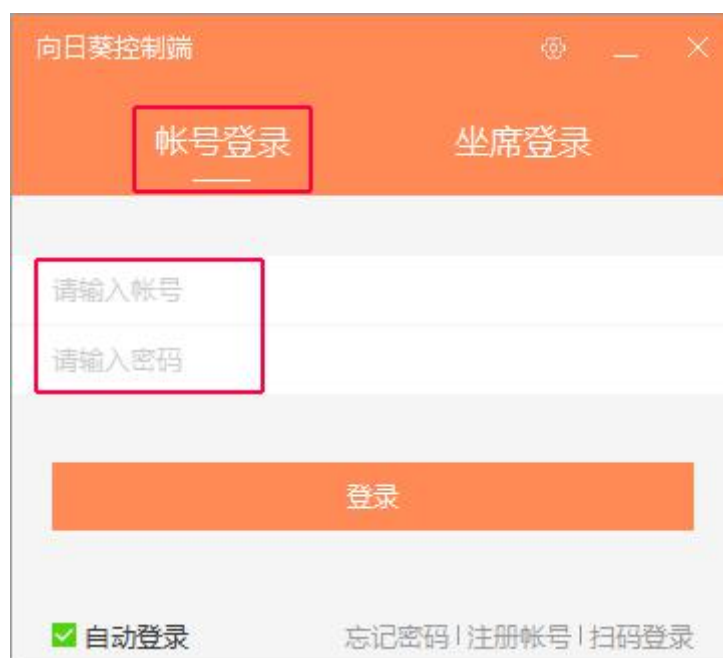 向日葵控制端
帐号登录 坐席登录
请输入帐号
请输入密码
登录
自动登录 忘记密码 | 注册帐号 | 扫码登录